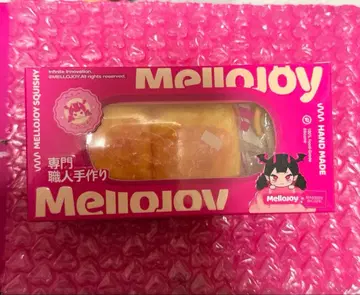 Infinite Innovation.
©MELLOJOY.All rights reserved.
MelloJoy
MELLOJOY SQUISHY
HAND MADE
専門
職人手作り
MelloJoy
MelloJoy